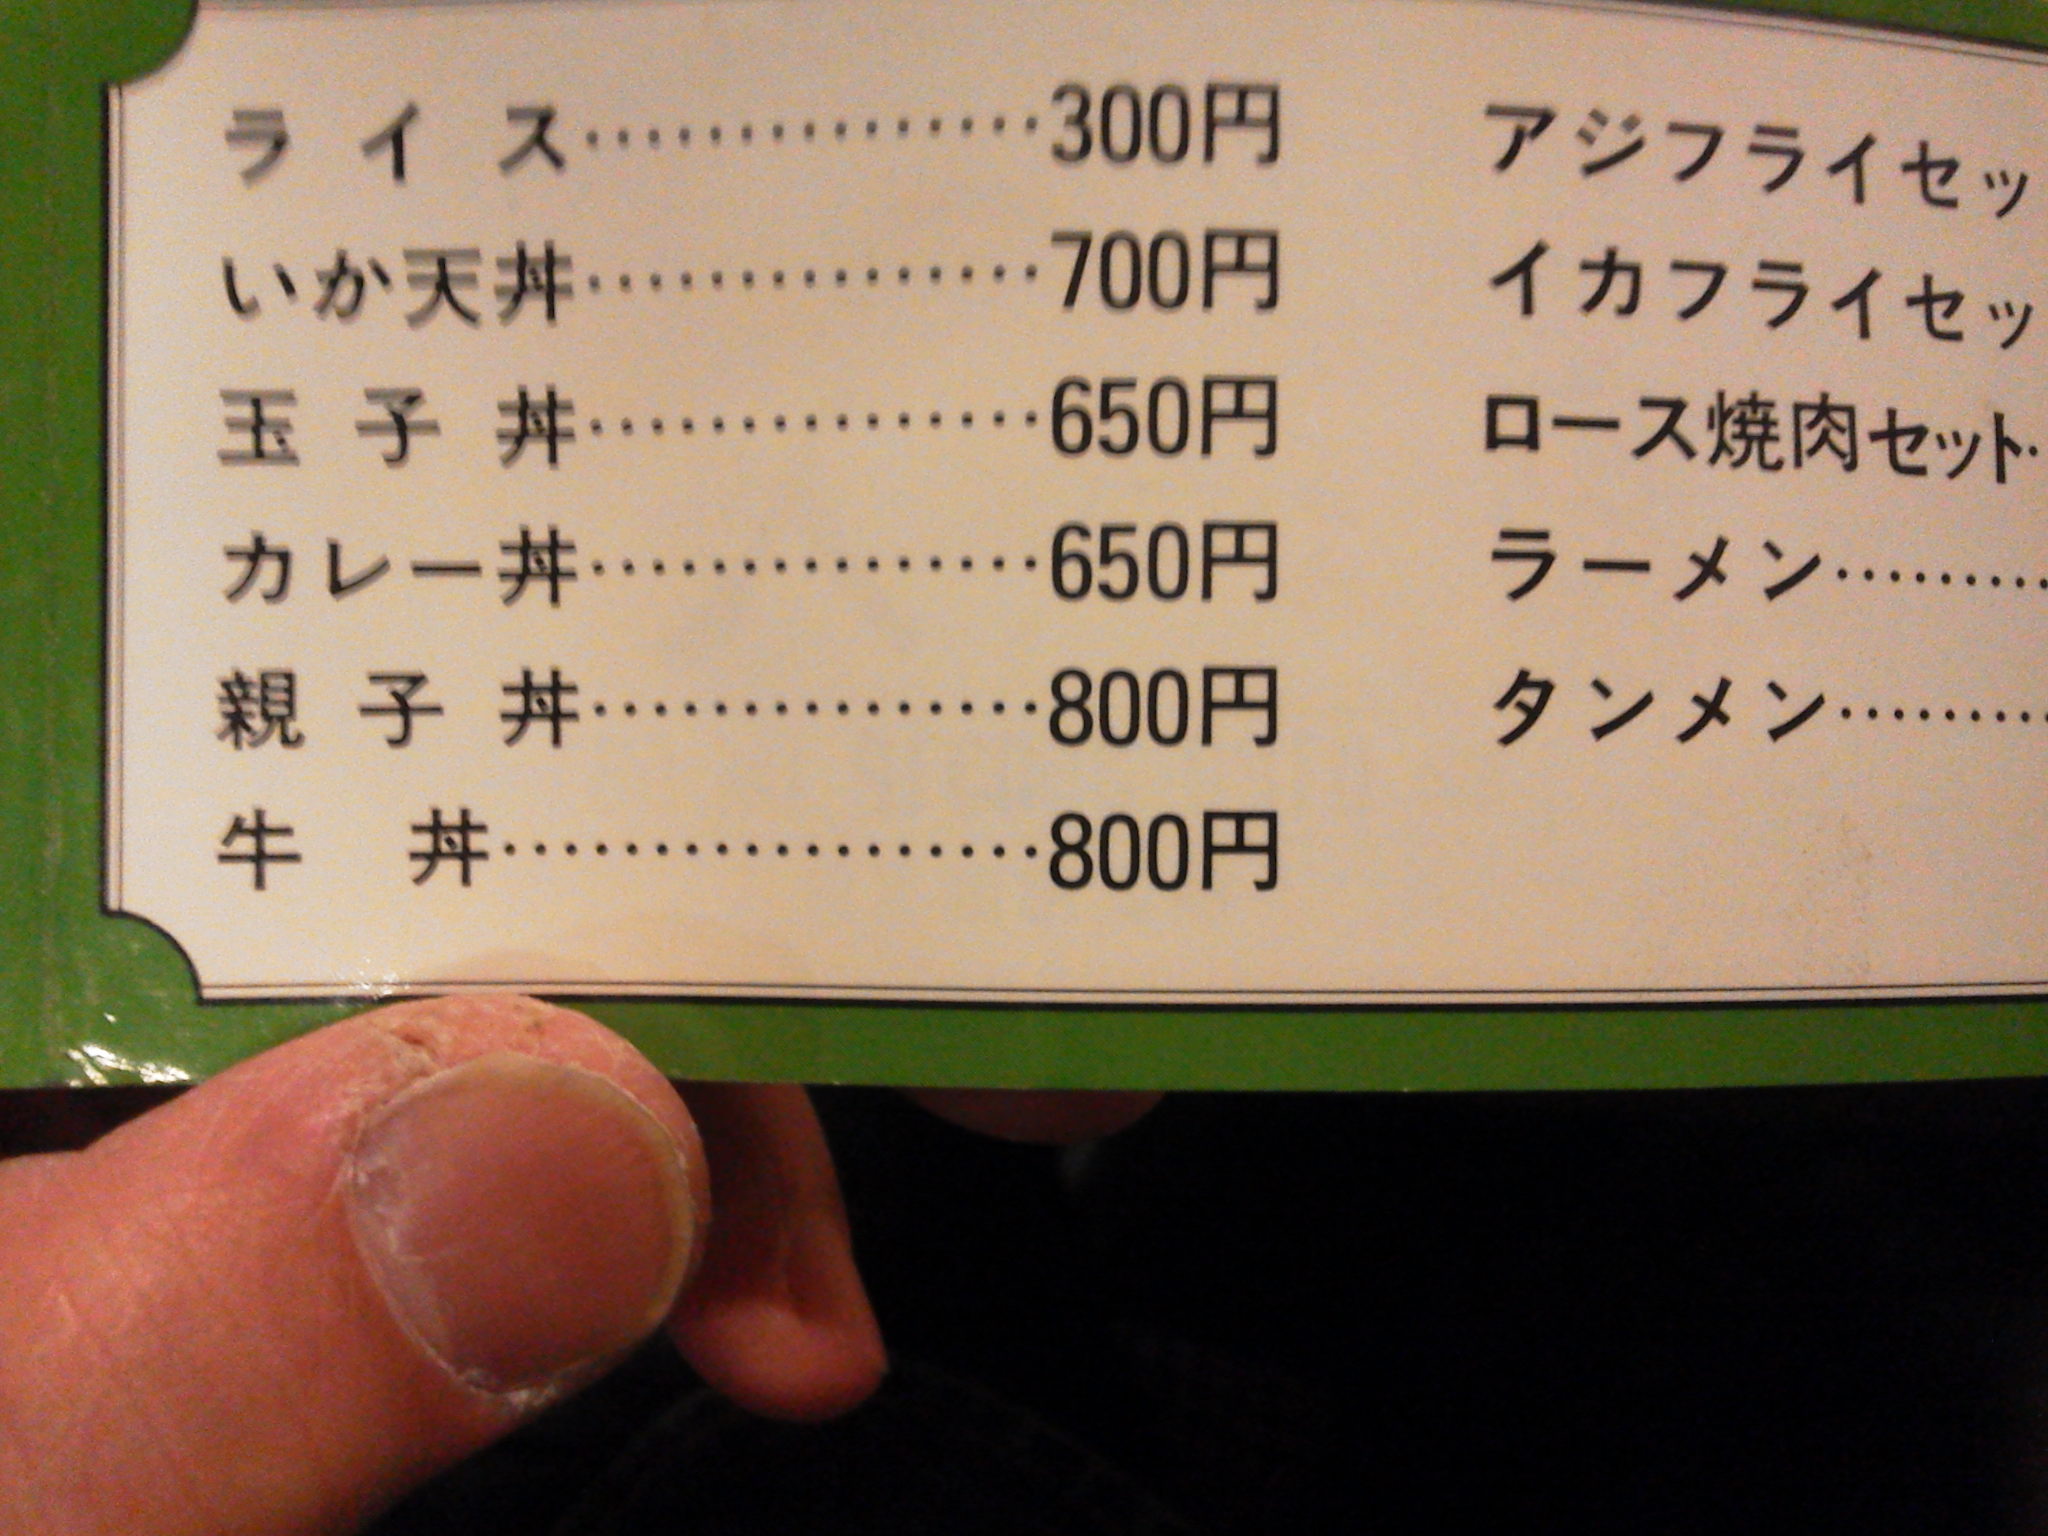 ライス……………300円
いか天丼……………700円
玉子丼……………650円
カレー丼……………650円
親子丼……………800円
牛丼………………800円
アジフライセッ
イカフライセッ
ロース焼肉セット…
ラーメン………
タンメン………